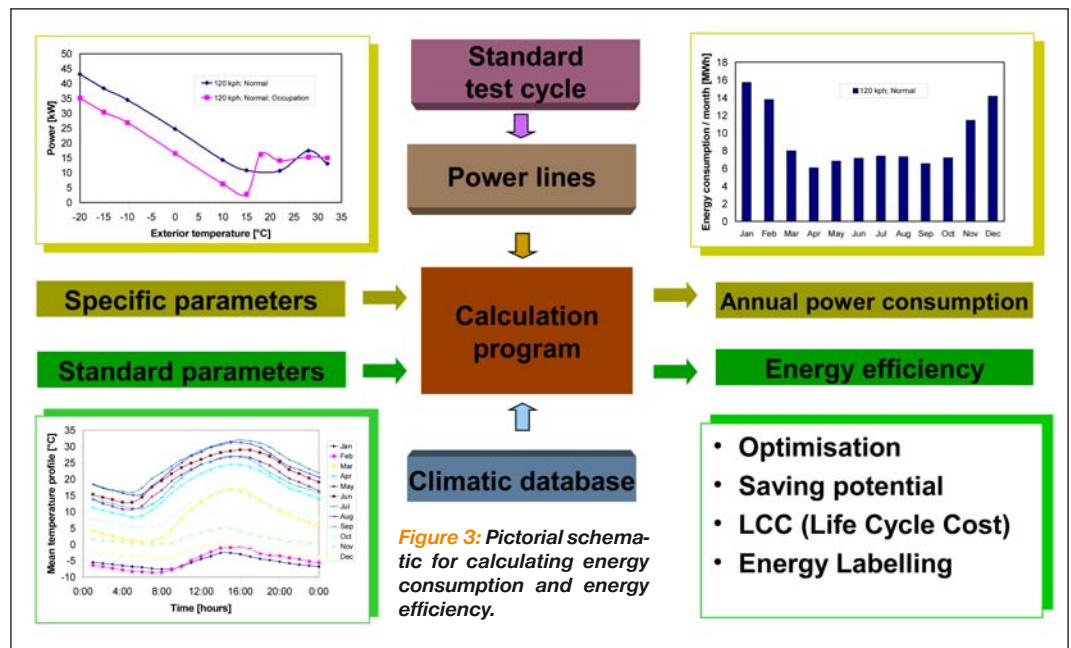 50
45
40
35
30
25
20
15
10
5
0
Power [kW]
120 kph; Normal
120 kph; Normal; Occupation
-20 -15 -10 -5 0 5 10 15 20 25 30 35
Exterior temperature [°C]
Standard
test cycle
Power lines
18
16
14
12
10
8
6
4
2
0
Energy consumption / month [MWh]
120 kph; Normal
Jan Feb Mar Apr May Jun Jul Aug Sep Oct Nov Dec
Specific parameters
Calculation
program
Annual power consumption
Standard parameters
Energy efficiency
35
30
25
20
15
10
5
0
-5
-10
Mean temperature profile [°C]
Jan
Feb
Mar
Apr
May
Jun
Jul
Aug
Sep
Oct
Nov
Dec
0:00 4:00 8:00 12:00 16:00 20:00 0:00
Time [hours]
Climatic database
Figure 3: Pictorial schema-
tic for calculating energy
consumption and energy
efficiency.
• Optimisation
• Saving potential
• LCC (Life Cycle Cost)
• Energy Labelling